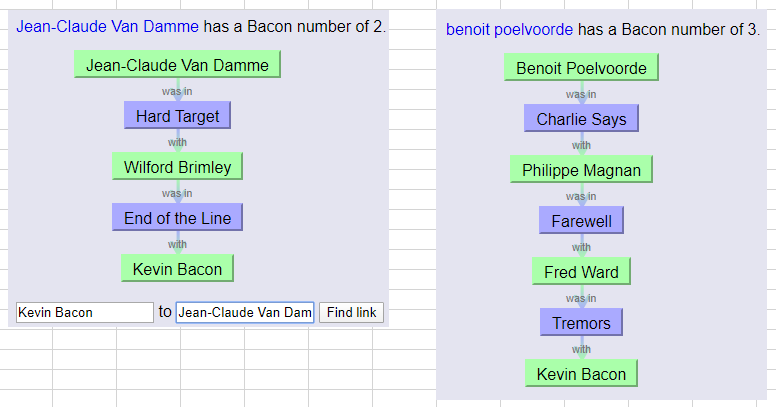 Jean-Claude Van Damme has a Bacon number of 2.
Jean-Claude Van Damme
was in
Hard Target
with
Wilford Brimley
was in
End of the Line
with
Kevin Bacon
Kevin Bacon to Jean-Claude Van Dam Find link
benoit poelvoorde has a Bacon number of 3.
Benoit Poelvoorde
was in
Charlie Says
with
Philippe Magnan
was in
Farewell
with
Fred Ward
was in
Tremors
with
Kevin Bacon